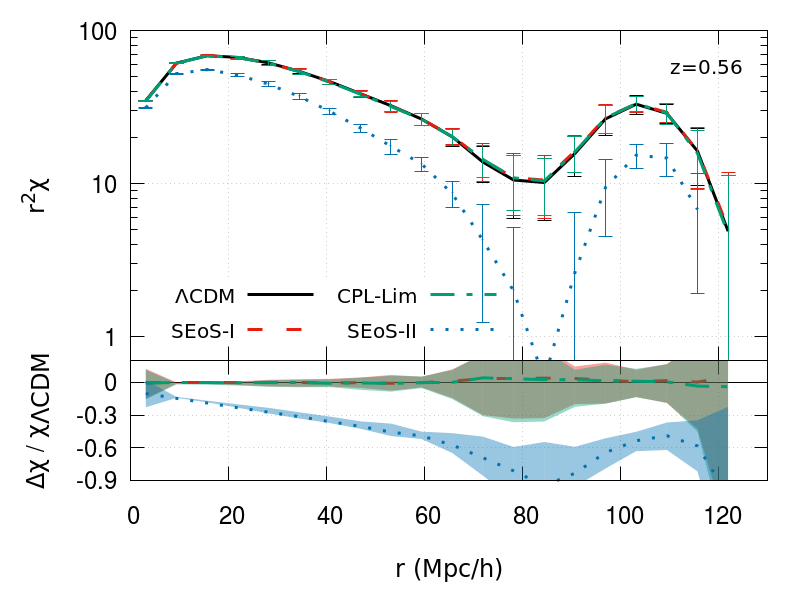 100
z=0.56
10
r²χ
ΛCDM CPL-Lim
SEoS-I SEoS-II
1
0
-0.3
-0.6
-0.9
Δχ / χΛCDM
0 20 40 60 80 100 120
r (Mpc/h)